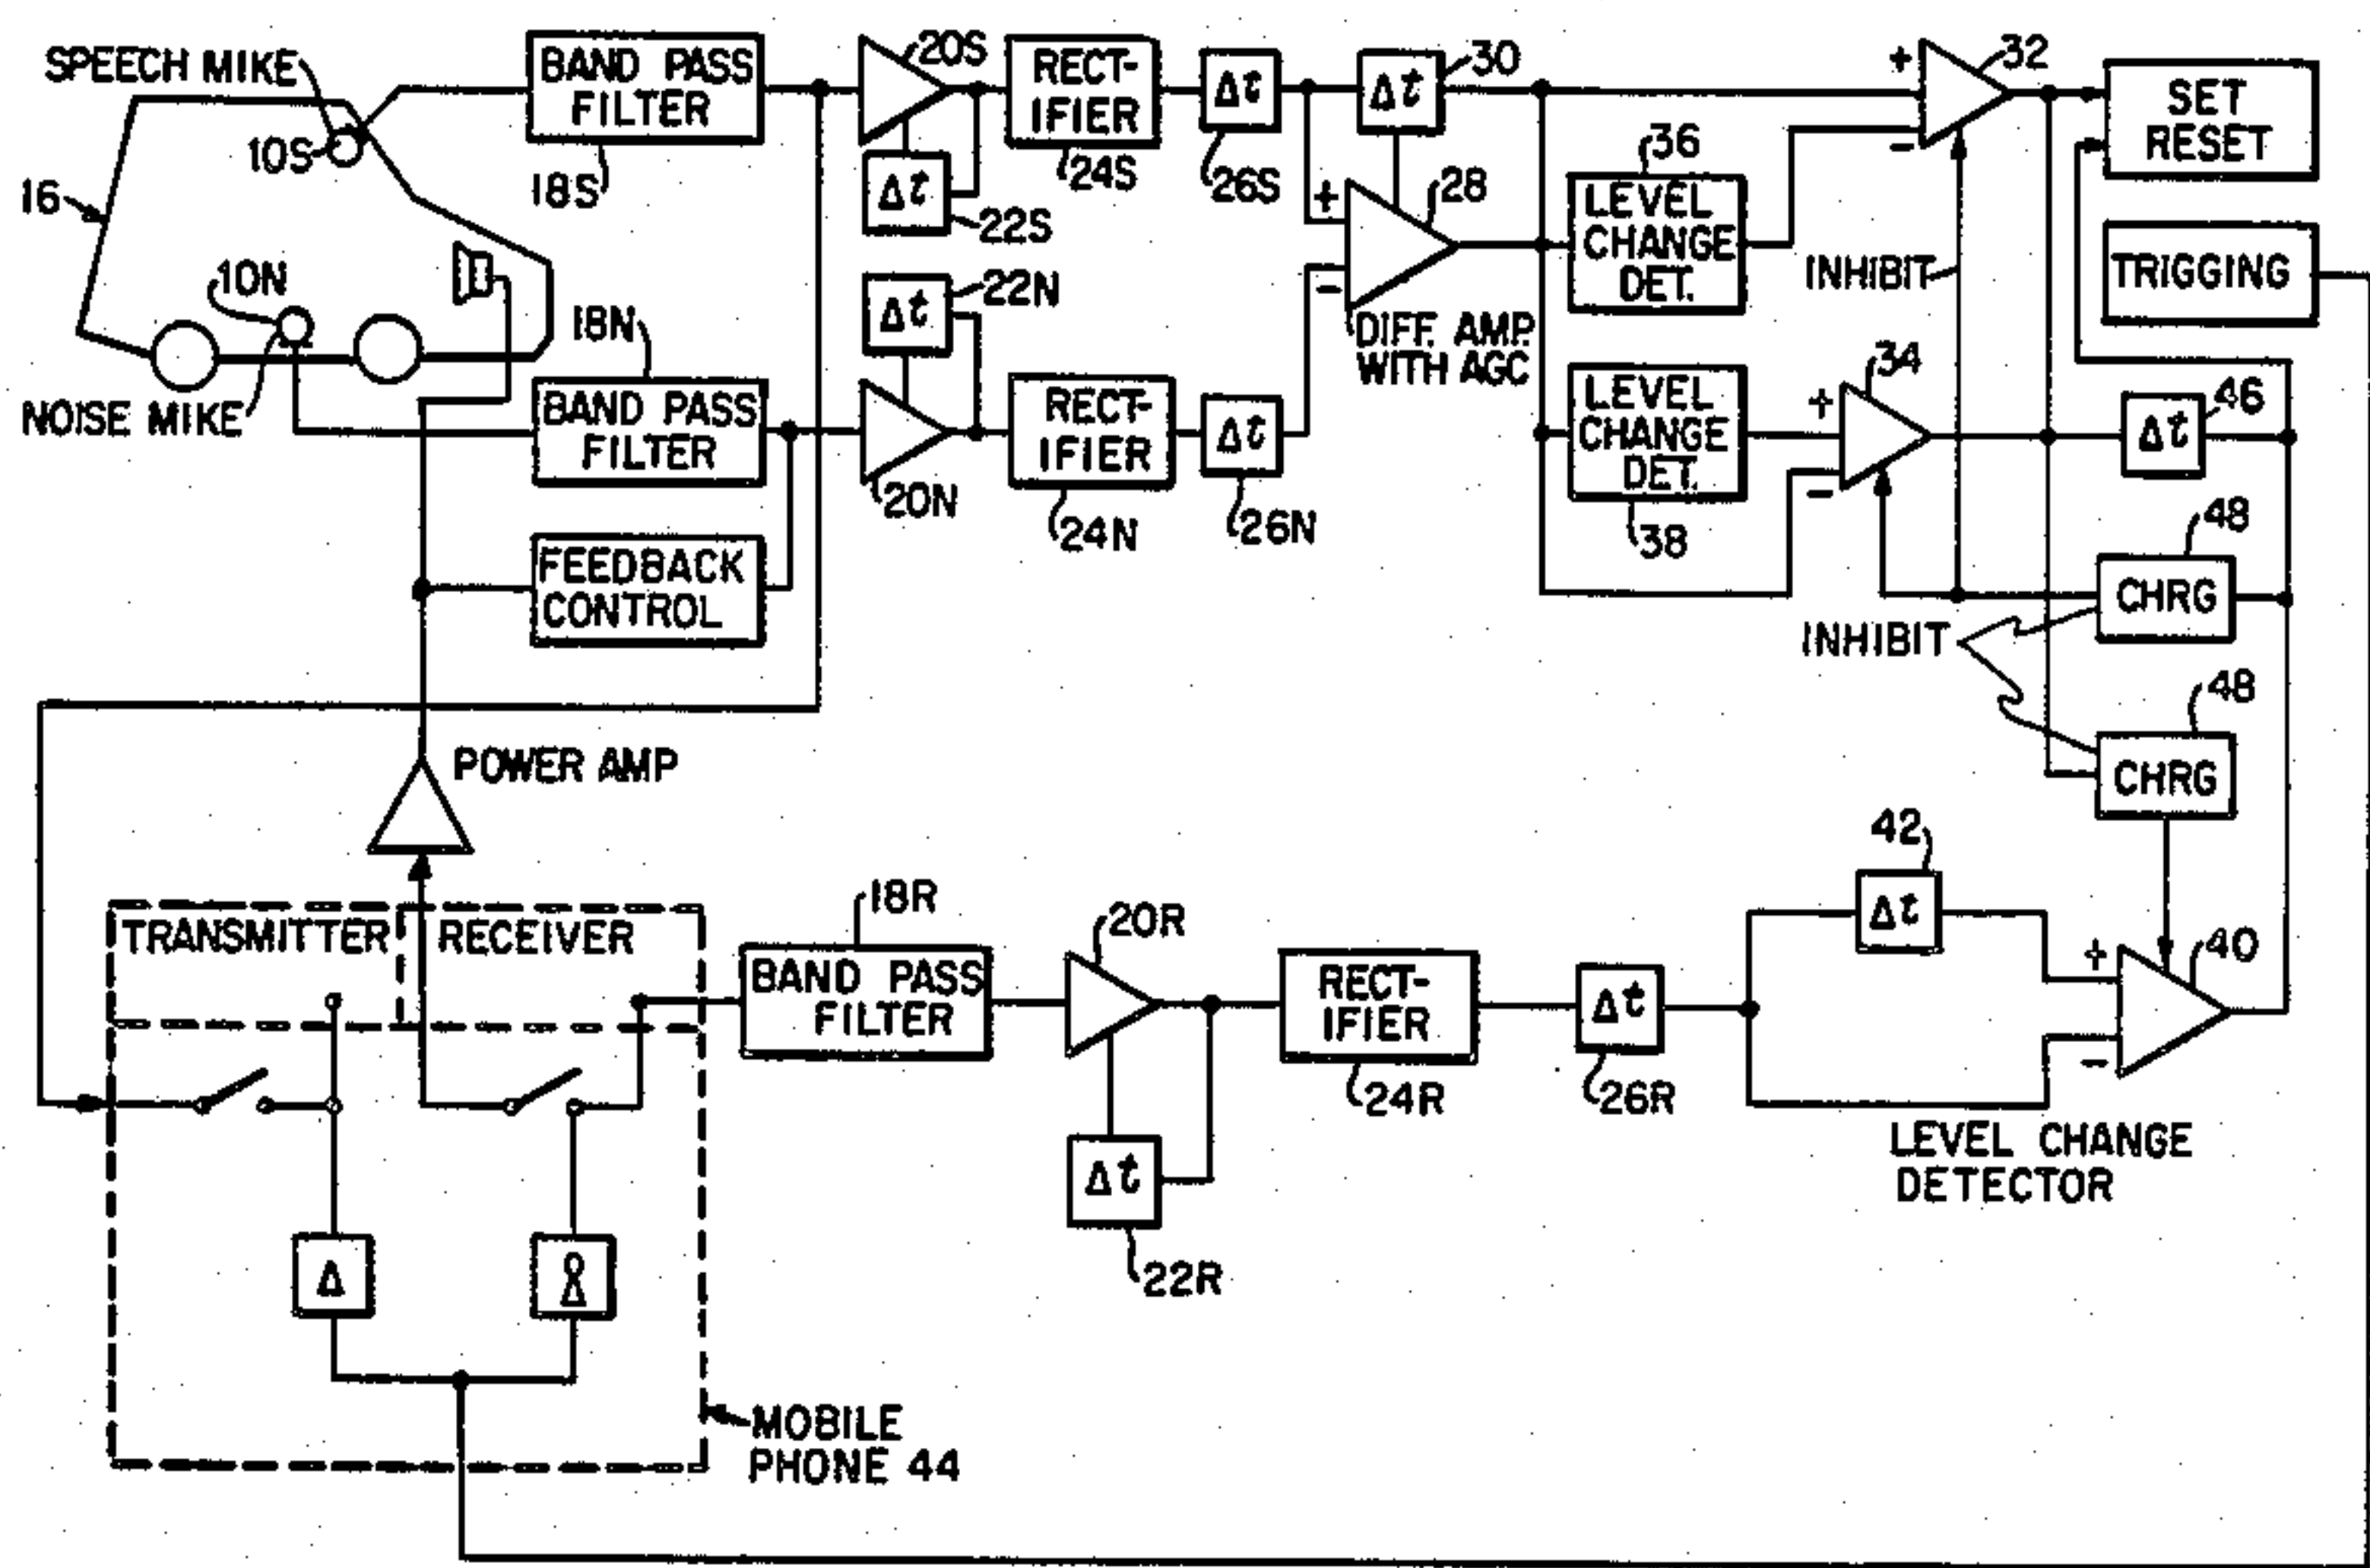 SPEECH MIKE
10S
16
10N
NOISE MIKE
BAND PASS
FILTER
18S
20S
Δt
22S
RECT-
IFIER
24S
Δt
26S
Δt
30
+
-
28
DIFF. AMP.
WITH AGC
18N
BAND PASS
FILTER
Δt
22N
20N
RECT-
IFIER
24N
Δt
26N
FEEDBACK
CONTROL
36
LEVEL
CHANGE
DET.
LEVEL
CHANGE
DET.
38
+
-
32
INHIBIT
+
-
34
SET
RESET
TRIGGING
Δt
46
48
CHRG
INHIBIT
48
CHRG
POWER AMP
TRANSMITTER
RECEIVER
Δ
MOBILE
PHONE 44
18R
BAND PASS
FILTER
20R
Δt
22R
RECT-
IFIER
24R
Δt
26R
42
Δt
+
-
40
LEVEL CHANGE
DETECTOR